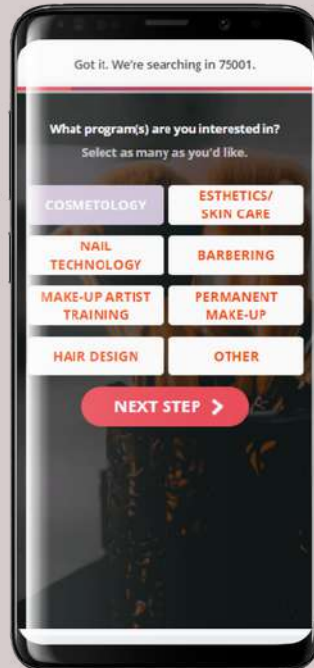 Got it. We're searching in 75001.
What program(s) are you interested in?
Select as many as you'd like.
COSMETOLOGY
ESTHETICS/
SKIN CARE
NAIL
TECHNOLOGY
BARBERING
MAKE-UP ARTIST
TRAINING
PERMANENT
MAKE-UP
HAIR DESIGN
OTHER
NEXT STEP